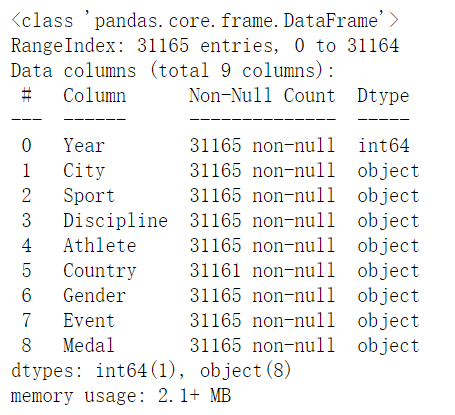 <class 'pandas.core.frame.DataFrame'>
RangeIndex: 31165 entries, 0 to 31164
Data columns (total 9 columns):
 #   Column      Non-Null Count  Dtype
---  ------      --------------  -----
 0   Year        31165 non-null  int64
 1   City        31165 non-null  object
 2   Sport       31165 non-null  object
 3   Discipline  31165 non-null  object
 4   Athlete     31165 non-null  object
 5   Country     31161 non-null  object
 6   Gender      31165 non-null  object
 7   Event       31165 non-null  object
 8   Medal       31165 non-null  object
dtypes: int64(1), object(8)
memory usage: 2.1+ MB